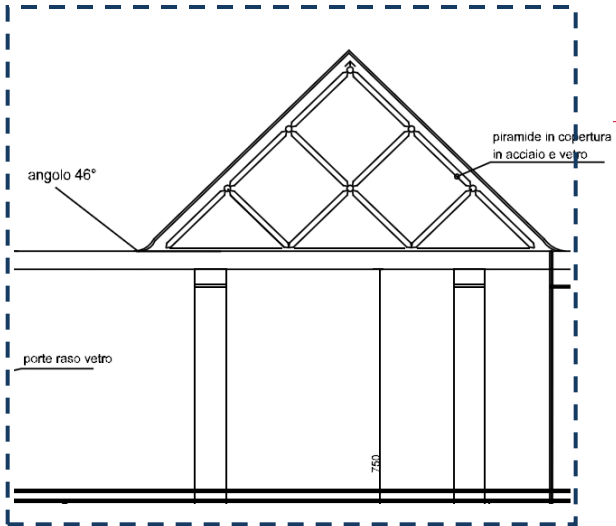 piramide in copertura
in acciaio e vetro
angolo 46°
porte raso vetro
750